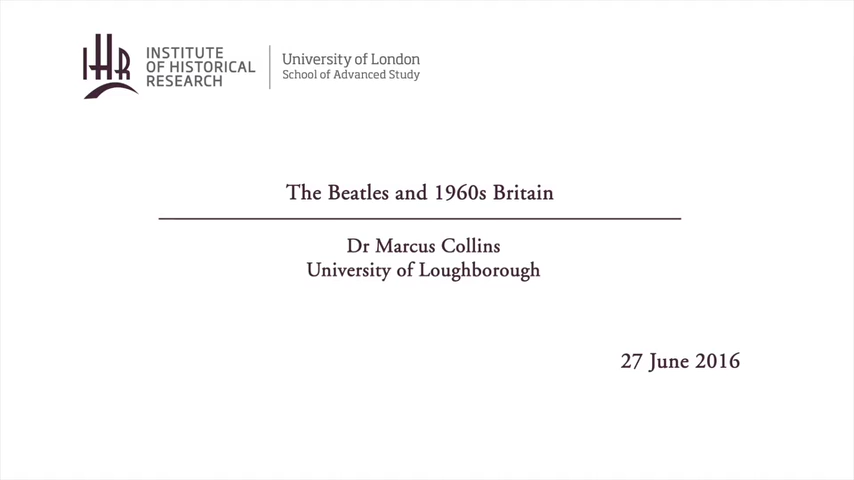 IHR
INSTITUTE
OF HISTORICAL
RESEARCH
University of London
School of Advanced Study
The Beatles and 1960s Britain
Dr Marcus Collins
University of Loughborough
27 June 2016